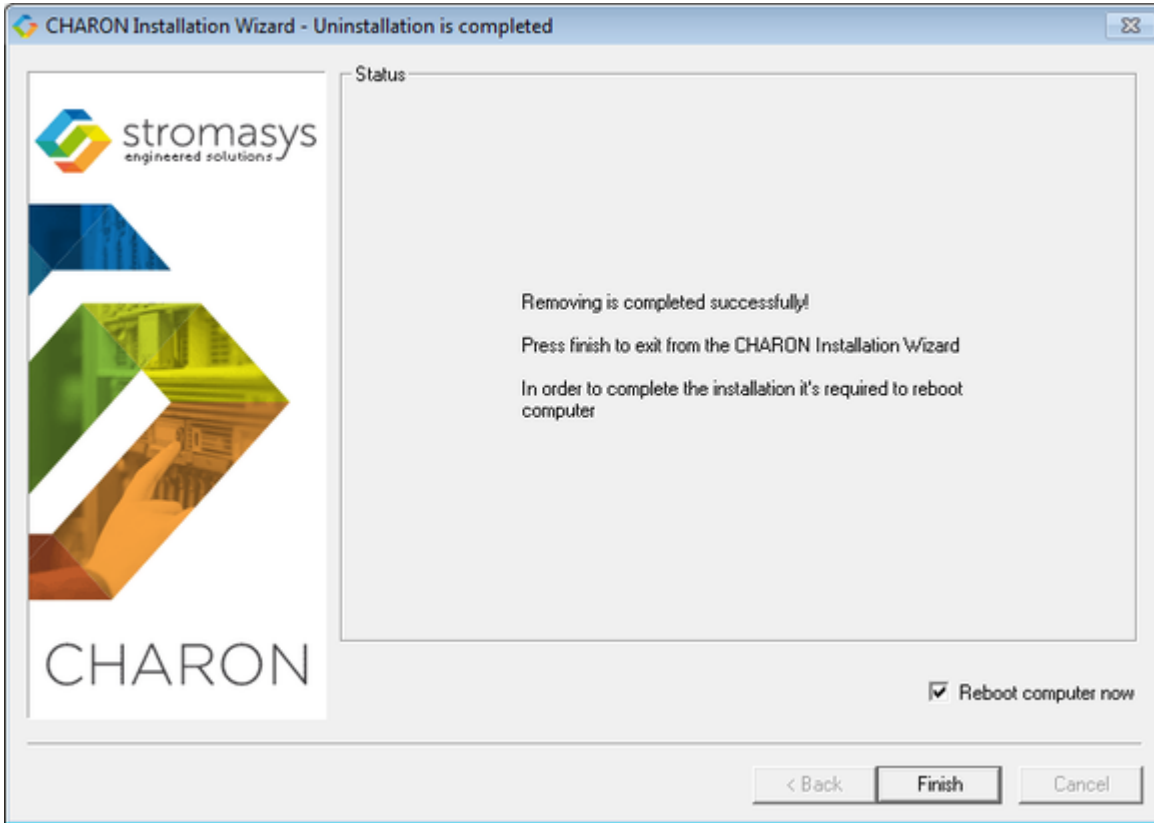 CHARON Installation Wizard - Uninstallation is completed
stromasys
engineered solutions
CHARON
Status
Removing is completed successfully!
Press finish to exit from the CHARON Installation Wizard
In order to complete the installation it's required to reboot
computer
Reboot computer now
< Back
Finish
Cancel